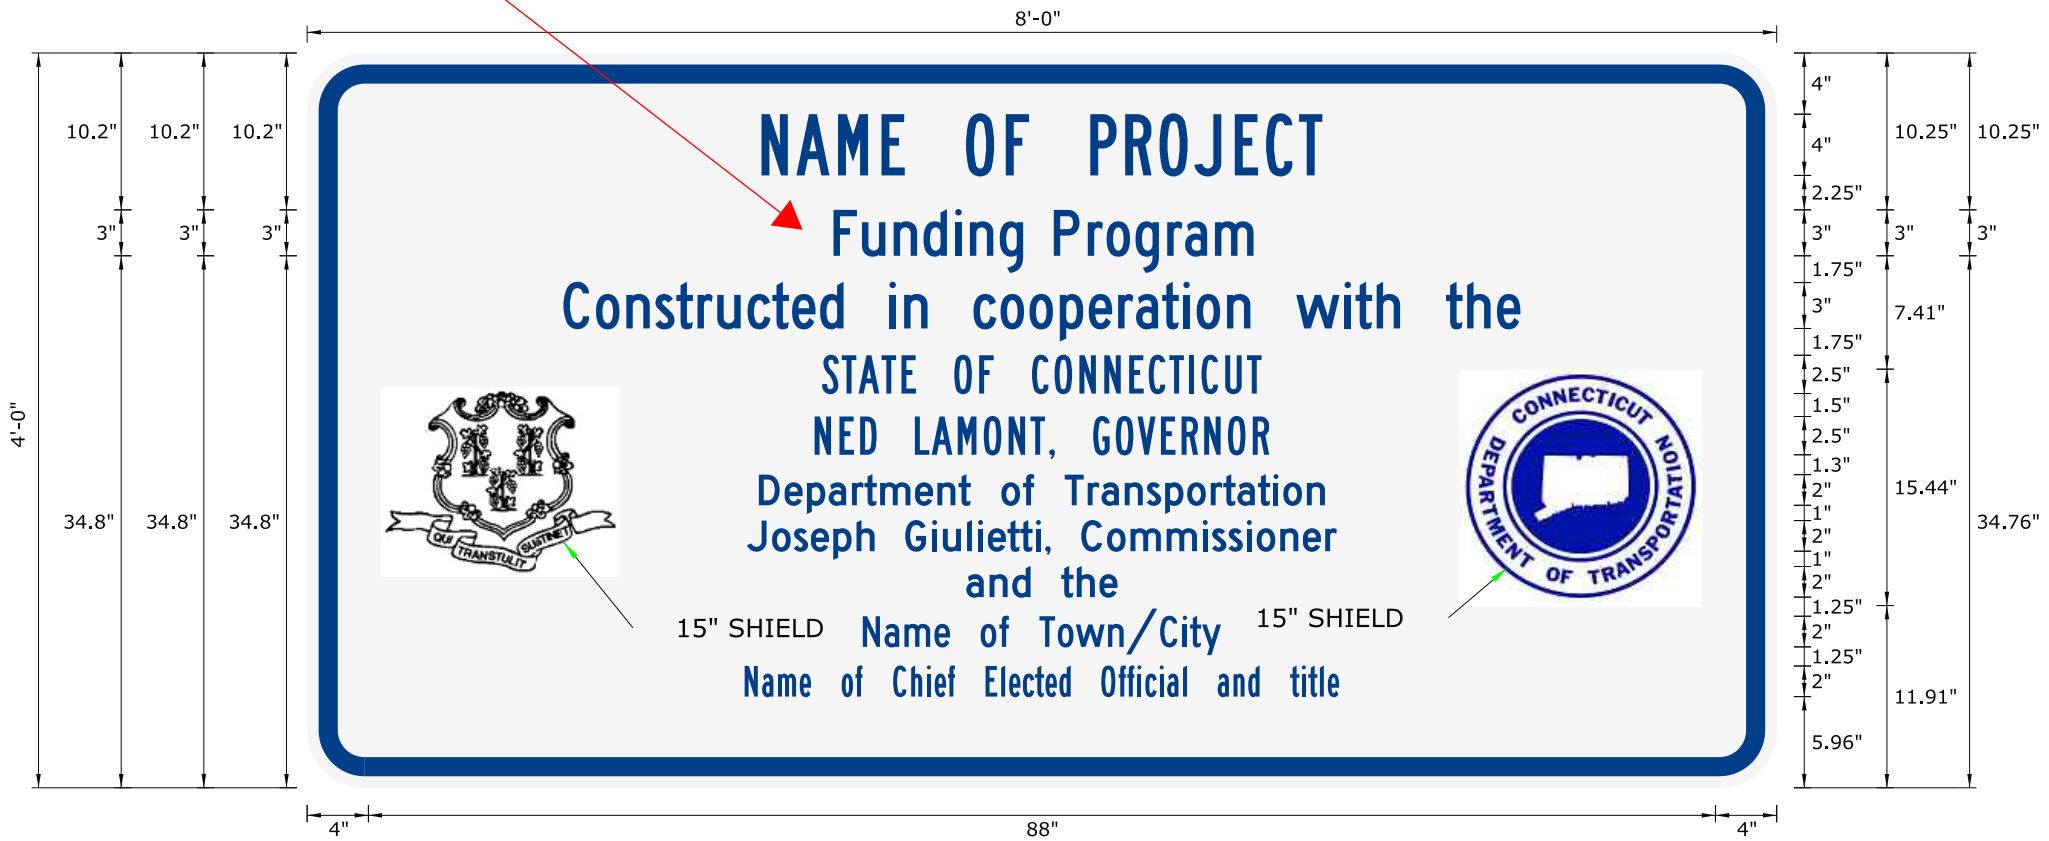 8'-0"
NAME OF PROJECT
Funding Program
Constructed in cooperation with the
STATE OF CONNECTICUT
NED LAMONT, GOVERNOR
Department of Transportation
Joseph Giulietti, Commissioner
and the
Name of Town/City
Name of Chief Elected Official and title
QUI TRANSTULIT SUSTINET
15" SHIELD
CONNECTICUT
DEPARTMENT OF TRANSPORTATION
15" SHIELD
4'-0"
10.2" 10.2" 10.2"
3" 3" 3"
34.8" 34.8" 34.8"
4"
4"
2.25"
3"
1.75"
3"
1.75"
2.5"
1.5"
2.5"
1.3"
2"
1"
2"
1"
2"
1.25"
2"
1.25"
2"
5.96"
10.25"
3"
7.41"
15.44"
11.91"
10.25"
3"
34.76"
4" 88" 4"